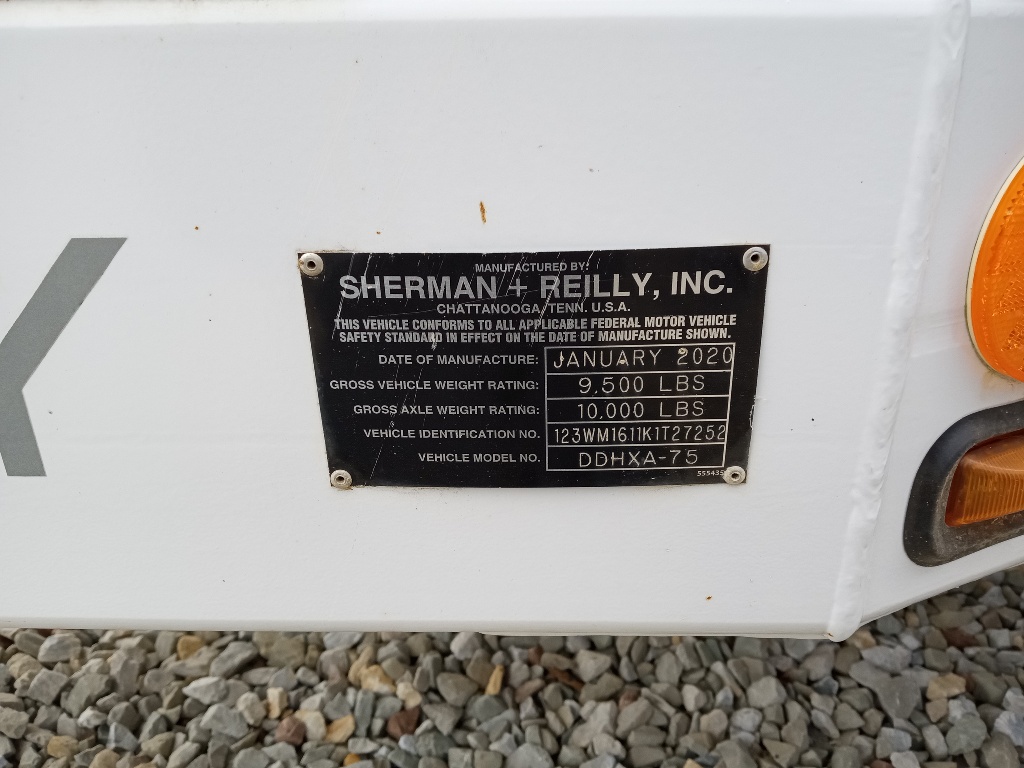 MANUFACTURED BY:
SHERMAN + REILLY, INC.
CHATTANOOGA, TENN. U.S.A.
THIS VEHICLE CONFORMS TO ALL APPLICABLE FEDERAL MOTOR VEHICLE
SAFETY STANDARD IN EFFECT ON THE DATE OF MANUFACTURE SHOWN.
DATE OF MANUFACTURE: JANUARY 2020
GROSS VEHICLE WEIGHT RATING: 9,500 LBS
GROSS AXLE WEIGHT RATING: 10,000 LBS
VEHICLE IDENTIFICATION NO. 123WM1611K1T27252
VEHICLE MODEL NO. DDHXA-75